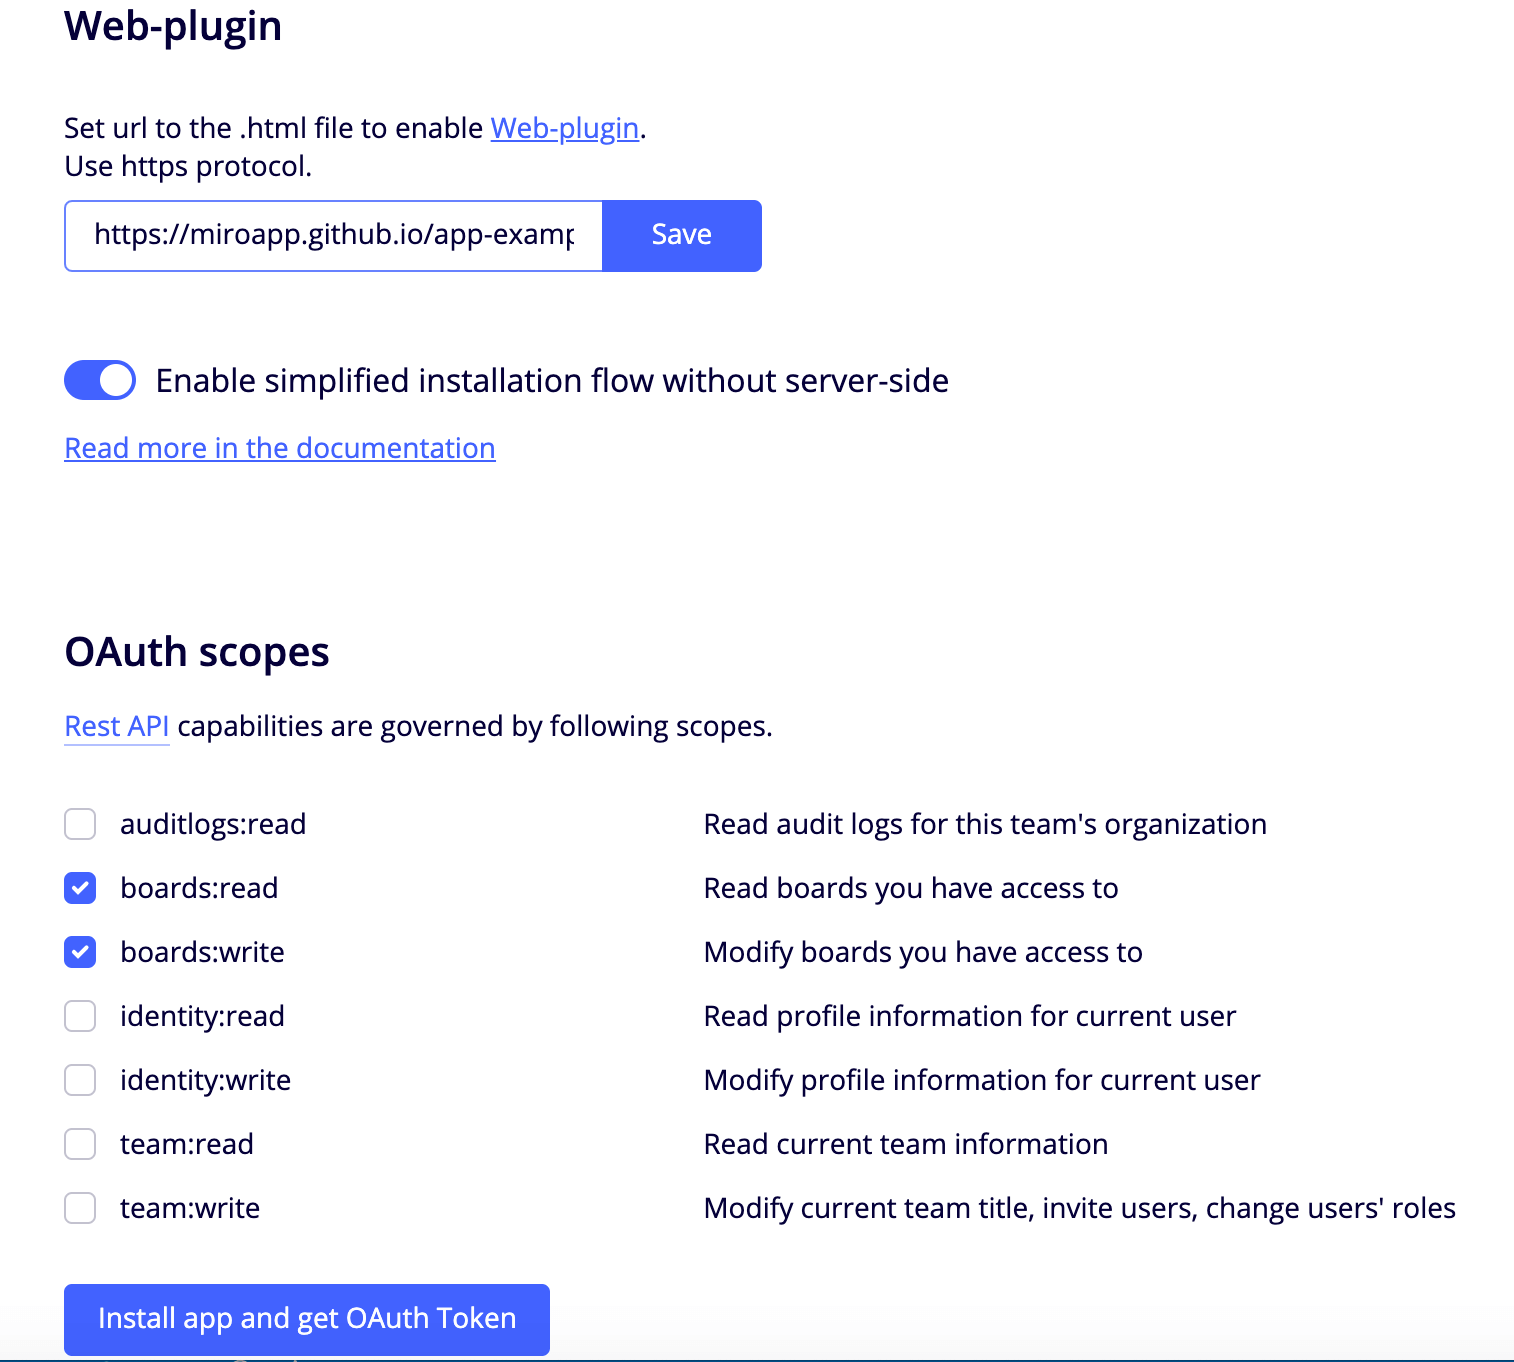 Web-plugin
Set url to the .html file to enable Web-plugin.
Use https protocol.
https://miroapp.github.io/app-examp
Save
Enable simplified installation flow without server-side
Read more in the documentation
OAuth scopes
Rest API capabilities are governed by following scopes.
auditlogs:read Read audit logs for this team's organization
boards:read Read boards you have access to
boards:write Modify boards you have access to
identity:read Read profile information for current user
identity:write Modify profile information for current user
team:read Read current team information
team:write Modify current team title, invite users, change users' roles
Install app and get OAuth Token